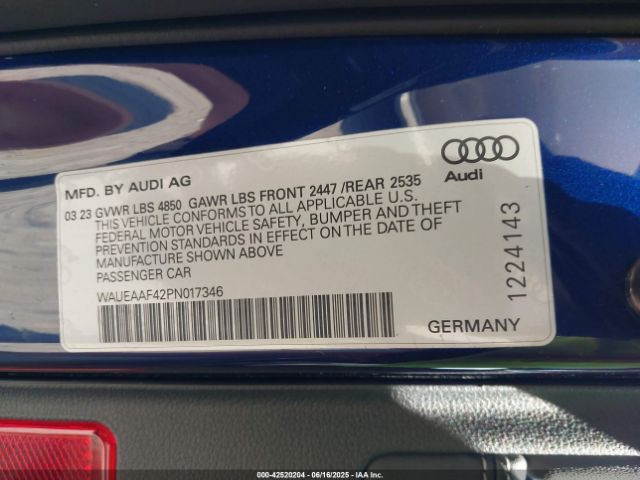 MFD. BY AUDI AG
Audi
03 23 GVWR LBS 4850 GAWR LBS FRONT 2447 /REAR 2535
THIS VEHICLE CONFORMS TO ALL APPLICABLE U.S.
FEDERAL MOTOR VEHICLE SAFETY, BUMPER AND THEFT
PREVENTION STANDARDS IN EFFECT ON THE DATE OF
MANUFACTURE SHOWN ABOVE
PASSENGER CAR
WAUEAAF42PN017346
GERMANY
1224143
000-42520204 - 06/16/2025 - IAAI.com